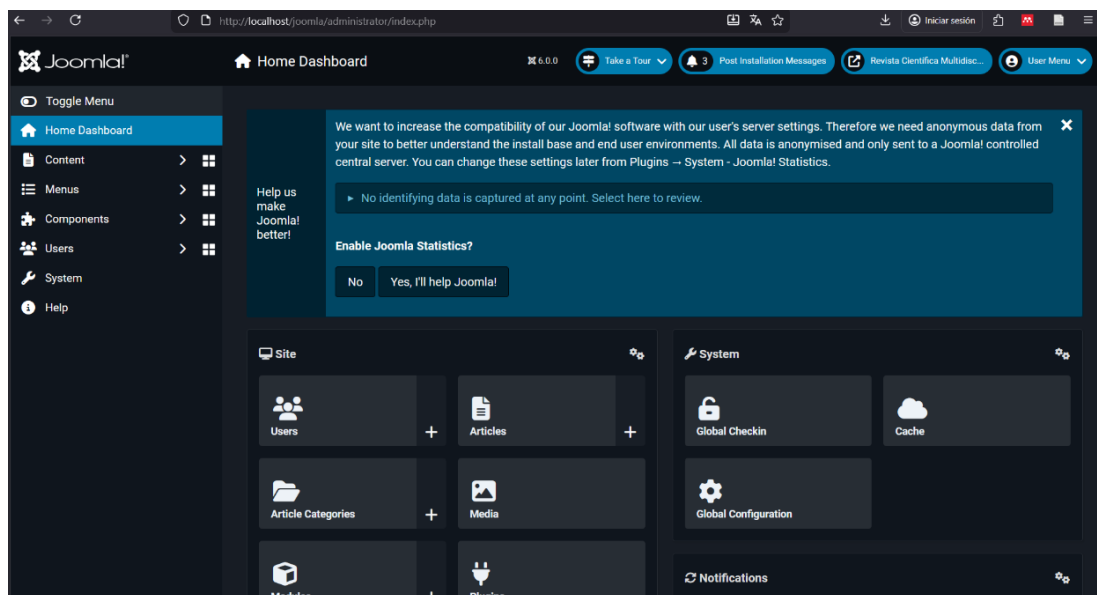 http://localhost/joomla/administrator/index.php
Iniciar sesión
Joomla!
Home Dashboard
6.0.0
Take a Tour
3 Post Installation Messages
Revista Científica Multidisc...
User Menu
Toggle Menu
Home Dashboard
Content
Menus
Components
Users
System
Help
Help us
make
Joomla!
better!
We want to increase the compatibility of our Joomla! software with our user's server settings. Therefore we need anonymous data from
your site to better understand the install base and end user environments. All data is anonymised and only sent to a Joomla! controlled
central server. You can change these settings later from Plugins → System - Joomla! Statistics.
► No identifying data is captured at any point. Select here to review.
Enable Joomla Statistics?
No
Yes, I'll help Joomla!
Site
Users
Articles
Article Categories
Media
Modules
Plugins
System
Global Checkin
Cache
Global Configuration
Notifications